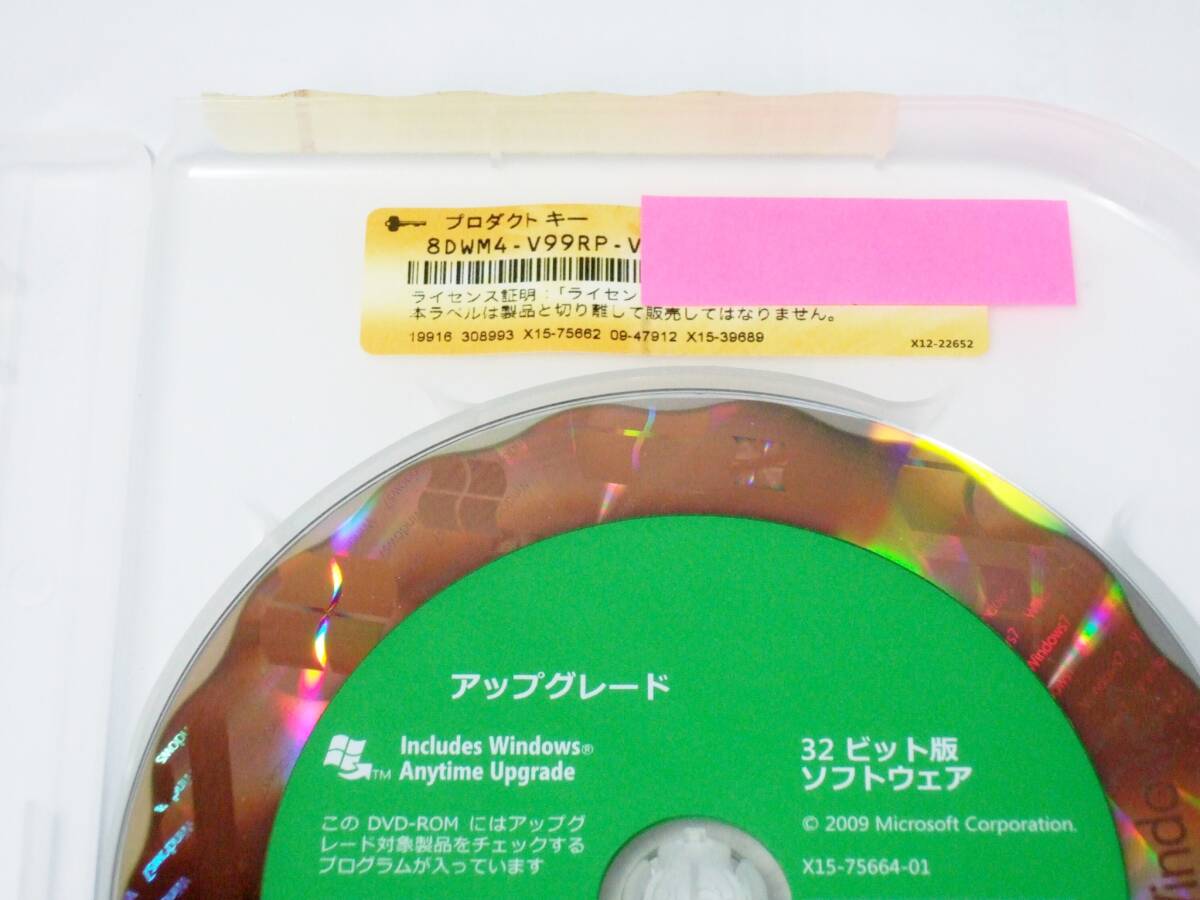 プロダクト キー
8DWM4-V99RP-V
ライセンス証明:「ライセン
本ラベルは製品と切り離して販売してはなりません。
19916 308993 X15-75662 09-47912 X15-39689
X12-22652
アップグレード
Includes Windows®
Anytime Upgrade
TM
32 ビット版
ソフトウェア
この DVD-ROM にはアップグ
レード対象製品をチェックする
プログラムが入っています
© 2009 Microsoft Corporation.
X15-75664-01
Windows7